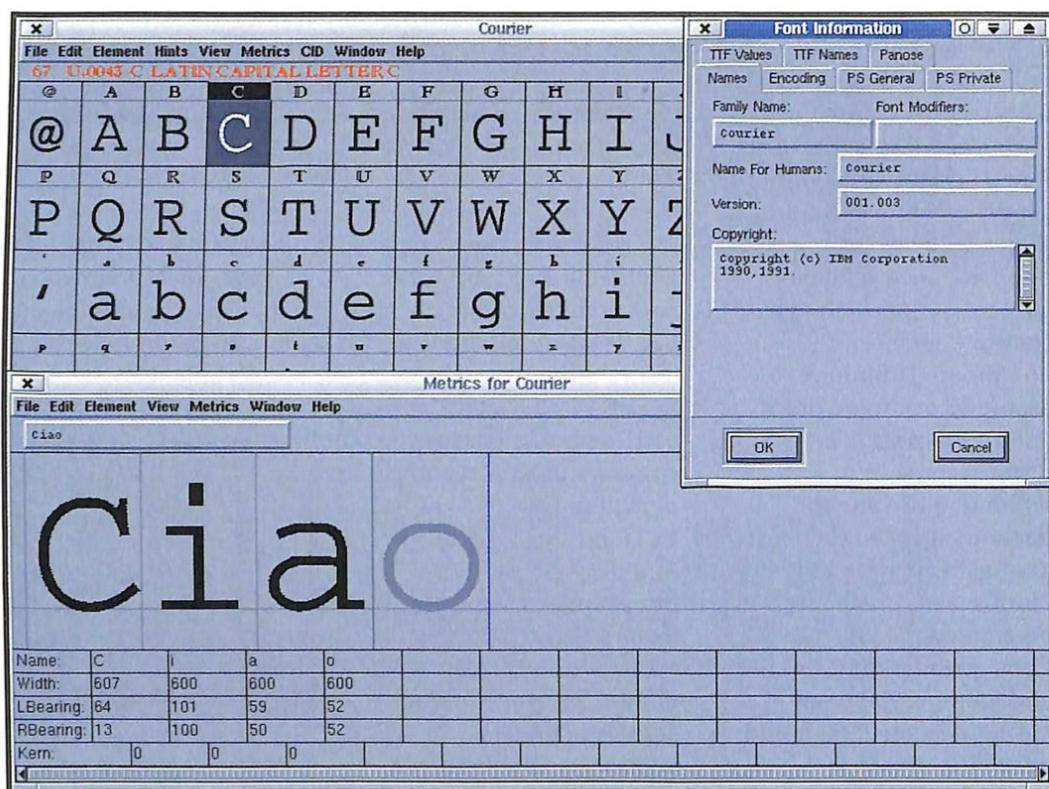 Courier
File Edit Element Hints View Metrics CID Window Help
67 U.0043 C LATIN CAPITAL LETTER C
@ A B C D E F G H I
@ A B C D E F G H I J
P Q R S T U V W X Y
P Q R S T U V W X Y Z
' a b c d e f g h i
' a b c d e f g h i j
p q r s t u v w x y
Font Information
TTF Values TTF Names Panose
Names Encoding PS General PS Private
Family Name: Font Modifiers:
Courier
Name For Humans: Courier
Version: 001.003
Copyright:
Copyright (c) IBM Corporation
1990,1991.
OK Cancel
Metrics for Courier
File Edit Element View Metrics Window Help
Ciao
Ciao
Name: C i a o
Width: 607 600 600 600
LBearing: 64 101 59 52
RBearing: 13 100 50 52
Kern: 0 0 0